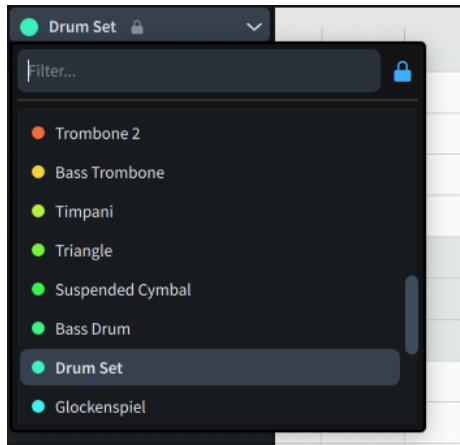 Drum Set
Filter...
Trombone 2
Bass Trombone
Timpani
Triangle
Suspended Cymbal
Bass Drum
Drum Set
Glockenspiel